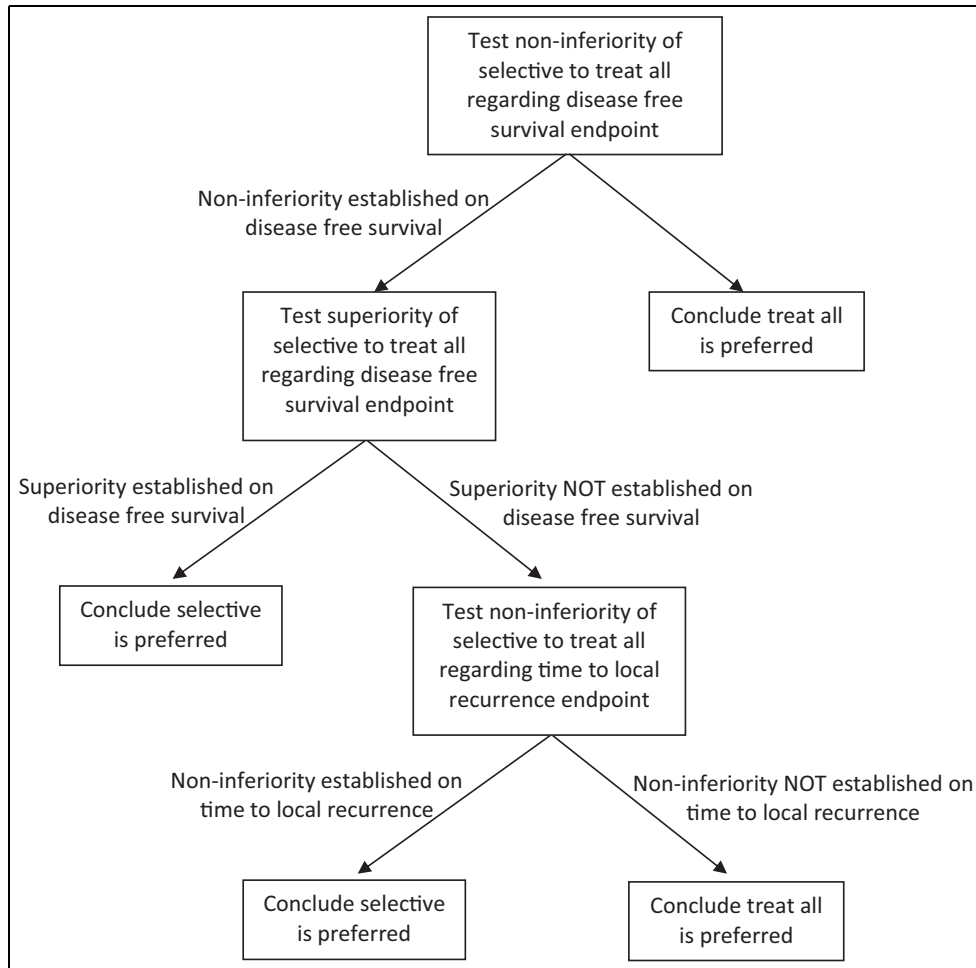 Test non-inferiority of
selective to treat all
regarding disease free
survival endpoint
Non-inferiority established on
disease free survival
Test superiority of
selective to treat all
regarding disease free
survival endpoint
Conclude treat all
is preferred
Superiority established on
disease free survival
Superiority NOT established on
disease free survival
Conclude selective
is preferred
Test non-inferiority of
selective to treat all
regarding time to local
recurrence endpoint
Non-inferiority established on
time to local recurrence
Non-inferiority NOT established on
time to local recurrence
Conclude selective
is preferred
Conclude treat all
is preferred